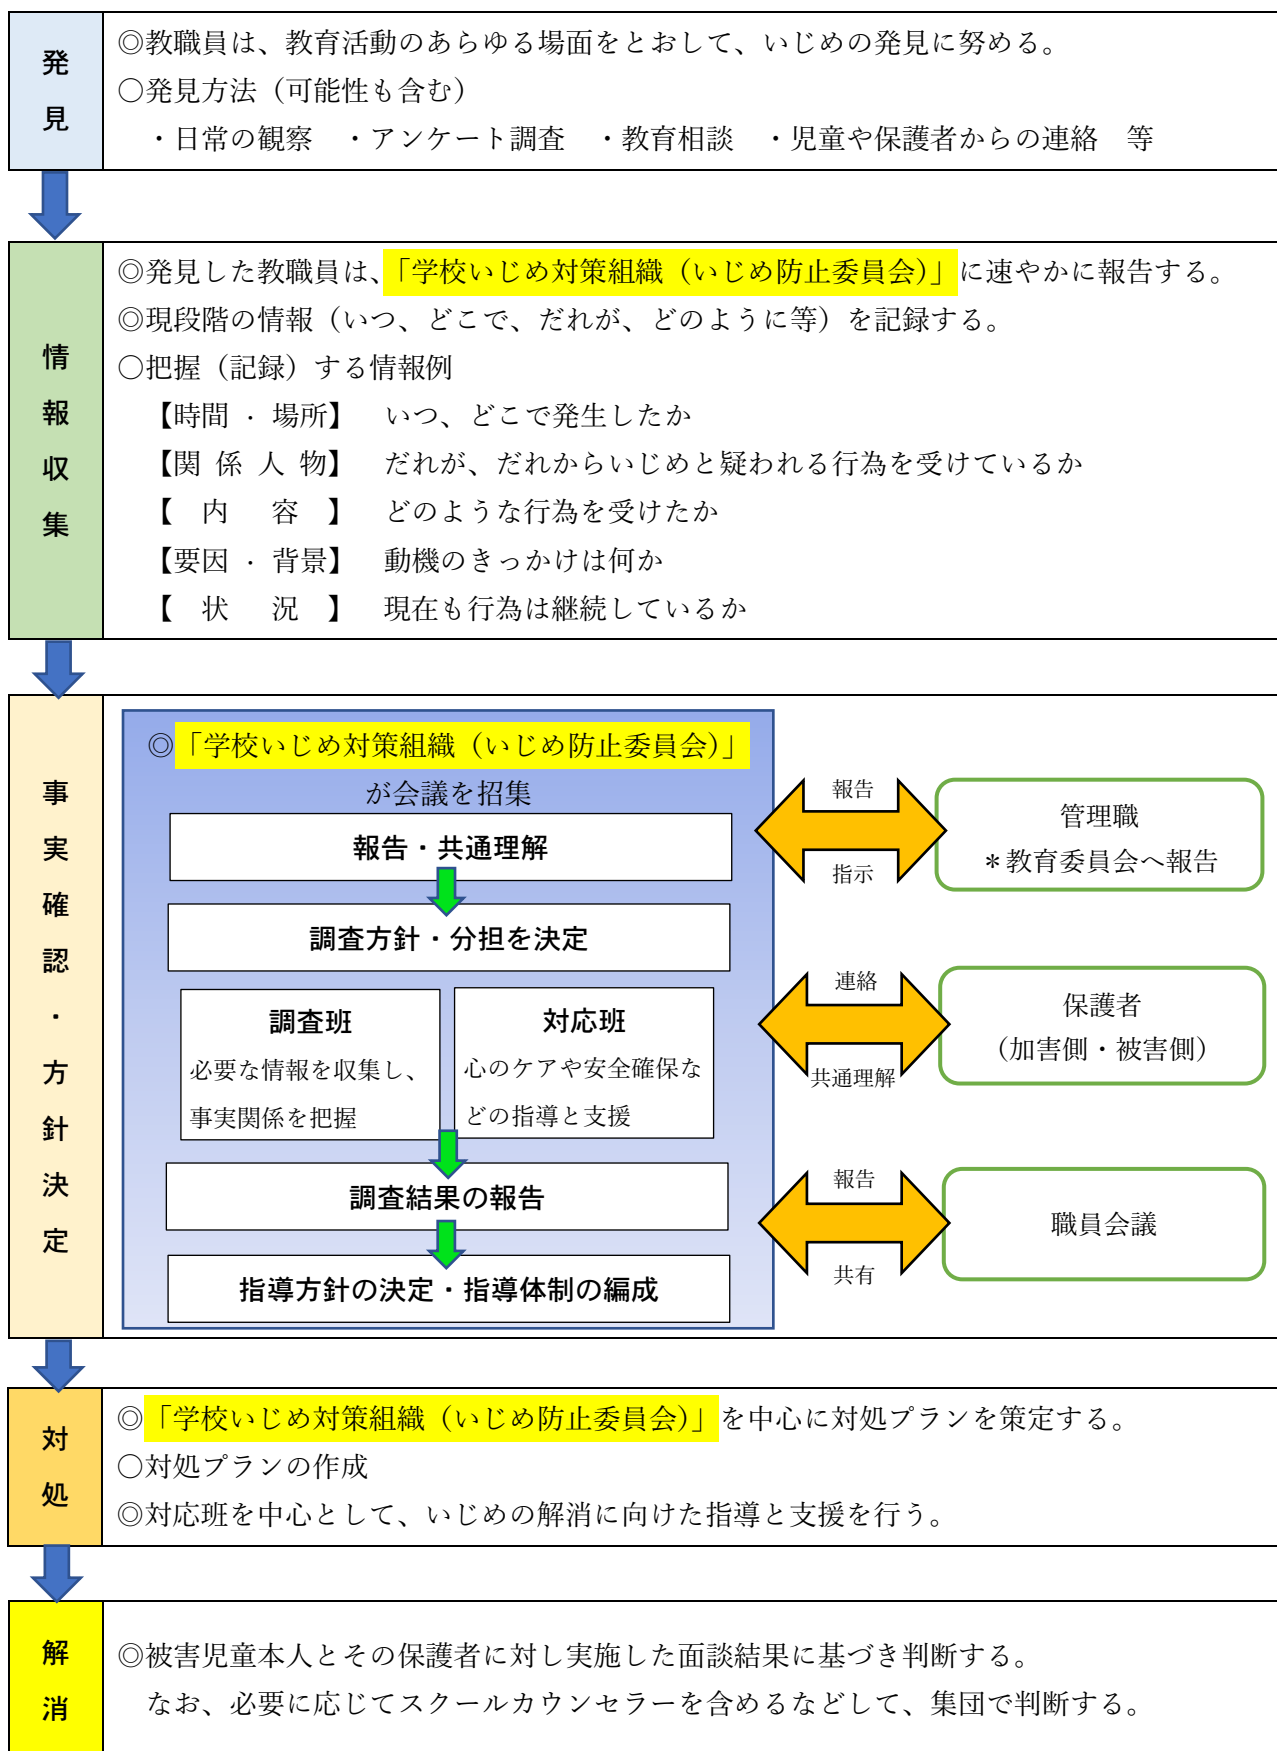 発見
◎教職員は、教育活動のあらゆる場面をとおして、いじめの発見に努める。
○発見方法（可能性も含む）
・日常の観察　・アンケート調査　・教育相談　・児童や保護者からの連絡　等
情報収集
◎発見した教職員は、「学校いじめ対策組織（いじめ防止委員会）」に速やかに報告する。
◎現段階の情報（いつ、どこで、だれが、どのように等）を記録する。
○把握（記録）する情報例
【時間・場所】　いつ、どこで発生したか
【関係人物】　だれが、だれからいじめと疑われる行為を受けているか
【　内　容　】　どのような行為を受けたか
【要因・背景】　動機のきっかけは何か
【　状　況　】　現在も行為は継続しているか
事実確認・方針決定
◎「学校いじめ対策組織（いじめ防止委員会）」
が会議を招集
報告・共通理解
調査方針・分担を決定
調査班
必要な情報を収集し、
事実関係を把握
対応班
心のケアや安全確保な
どの指導と支援
調査結果の報告
指導方針の決定・指導体制の編成
報告
指示
管理職
＊教育委員会へ報告
連絡
共通理解
保護者
（加害側・被害側）
報告
共有
職員会議
対処
◎「学校いじめ対策組織（いじめ防止委員会）」を中心に対処プランを策定する。
○対処プランの作成
◎対応班を中心として、いじめの解消に向けた指導と支援を行う。
解消
◎被害児童本人とその保護者に対し実施した面談結果に基づき判断する。
なお、必要に応じてスクールカウンセラーを含めるなどして、集団で判断する。